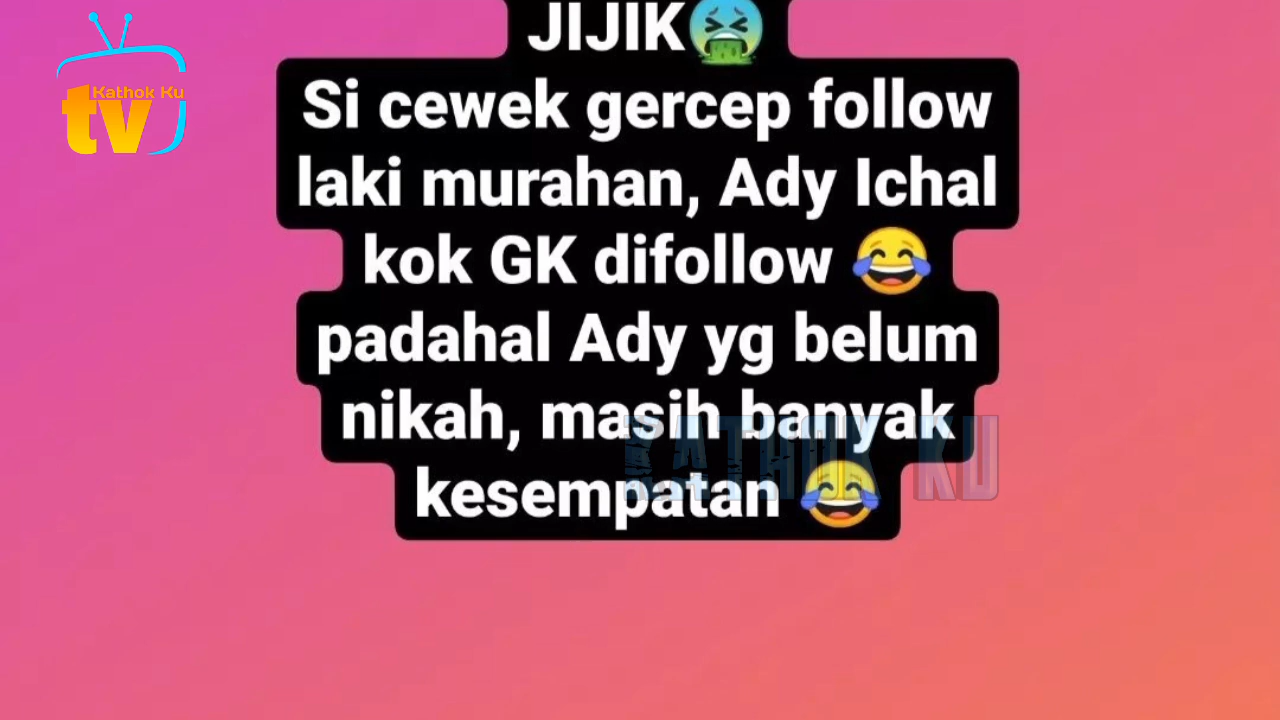 JIJIK🤮
Kathok Ku
tv
Si cewek gercep follow
laki murahan, Ady Ichal
kok GK difollow 😂
padahal Ady yg belum
nikah, masih banyak
kesempatan 😂
KATHOK KU